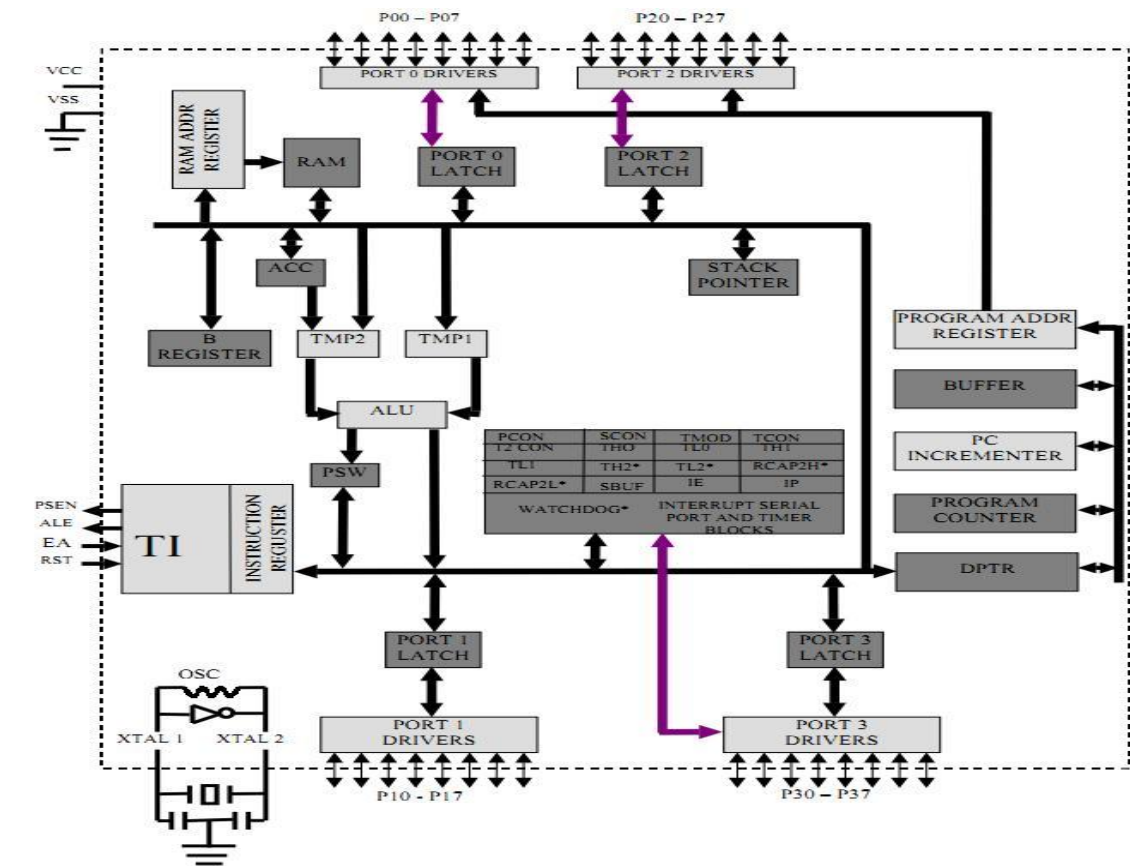 P00 – P07
P20 – P27
VCC
VSS
PORT 0 DRIVERS
PORT 2 DRIVERS
RAM ADDR
REGISTER
RAM
PORT 0
LATCH
PORT 2
LATCH
ACC
STACK
POINTER
B
REGISTER
TMP2
TMP1
PROGRAM ADDR
REGISTER
BUFFER
ALU
PC
INCREMENTER
PSW
PCON
SCON
TMOD
TCON
T2 CON
THO
TL0
TH1
TL1
TH2*
TL2*
RCAP2H*
RCAP2L*
SBUF
IE
IP
WATCHDOG*
INTERRUPT SERIAL
PORT AND TIMER
BLOCKS
PROGRAM
COUNTER
PSEN
ALE
EA
RST
TI
INSTRUCTION
REGUSTER
DPTR
PORT 1
LATCH
PORT 3
LATCH
OSC
XTAL 1
XTAL 2
PORT 1
DRIVERS
PORT 3
DRIVERS
P10 - P17
P30 – P37